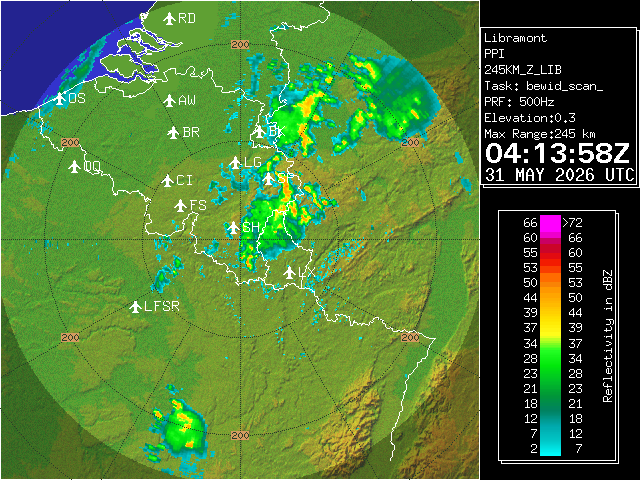 RD
200
OS
AW
BR
BK
200
200
LG
OQ
CI
FS
SH
LX
LFSR
200
200
200
Libramont
PPI
245KM_Z_LIB
Task: bewid_scan_
PRF: 500Hz
Elevation:0.3
Max Range:245 km
04:13:58Z
31 MAY 2026 UTC
66 >72
60 66
55 60
53 55
50 53
44 50
39 44
37 39
34 37
28 34
23 28
21 23
18 21
12 18
7 12
2 7
Reflectivity in dBZ